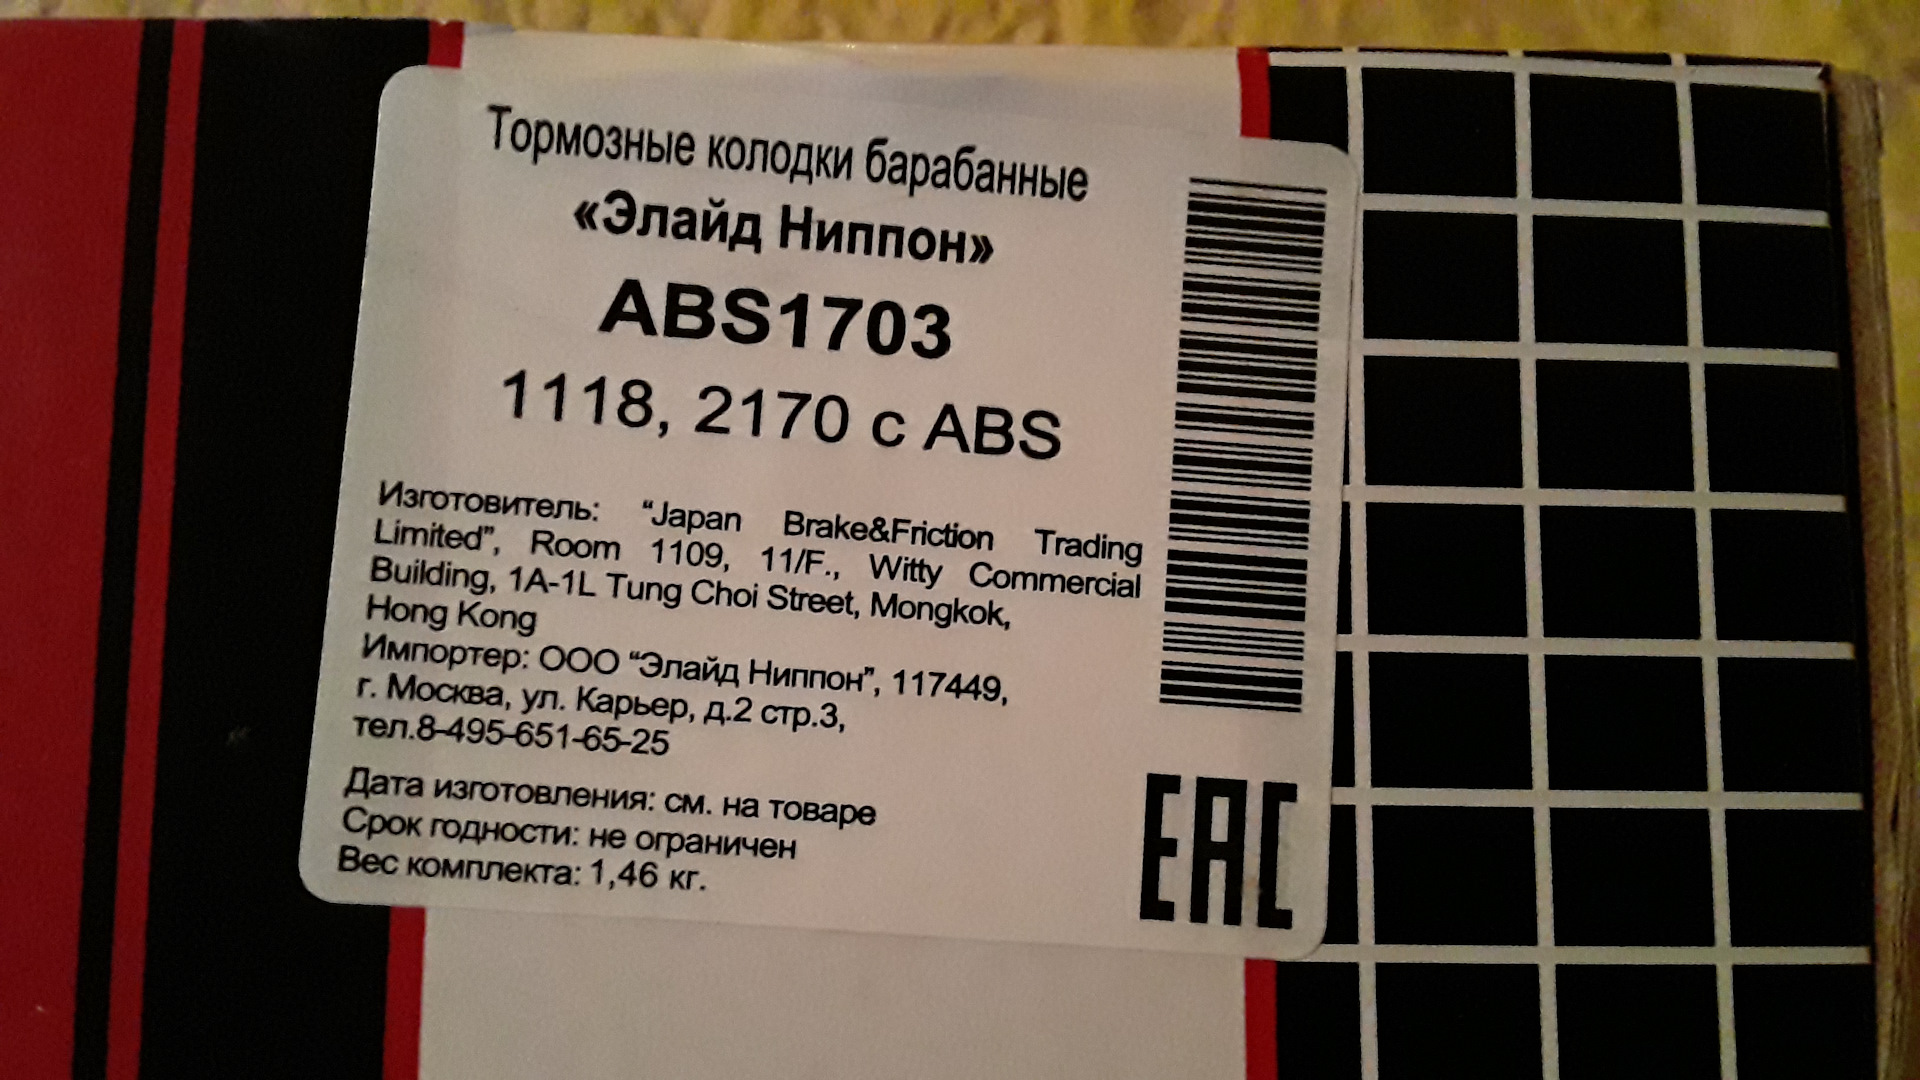 Тормозные колодки барабанные
«Элайд Ниппон»
ABS1703
1118, 2170 с ABS
Изготовитель: “Japan Brake&Friction Trading
Limited”, Room 1109, 11/F., Witty Commercial
Building, 1A-1L Tung Choi Street, Mongkok,
Hong Kong
Импортер: ООО “Элайд Ниппон”, 117449,
г. Москва, ул. Карьер, д.2 стр.3,
тел.8-495-651-65-25
Дата изготовления: см. на товаре
Срок годности: не ограничен
Вес комплекта: 1,46 кг.
EAC